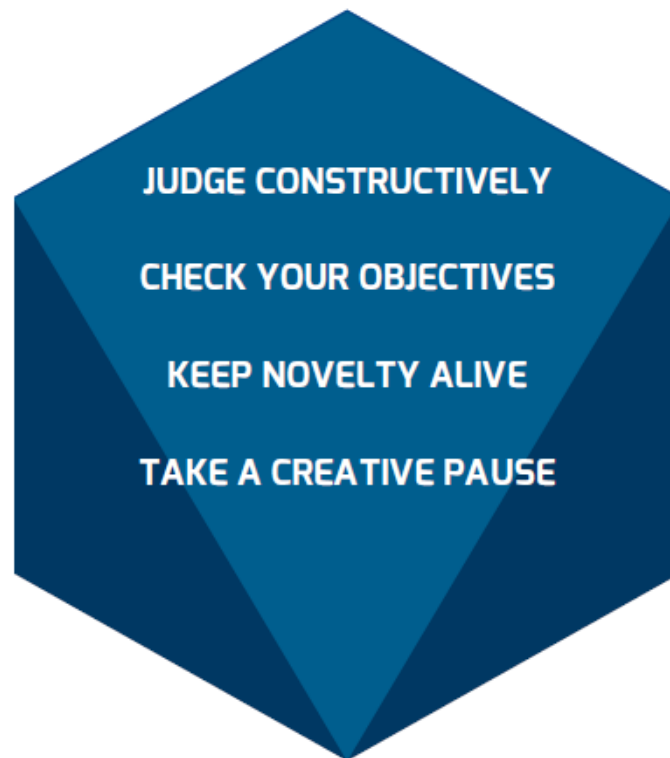 JUDGE CONSTRUCTIVELY
CHECK YOUR OBJECTIVES
KEEP NOVELTY ALIVE
TAKE A CREATIVE PAUSE